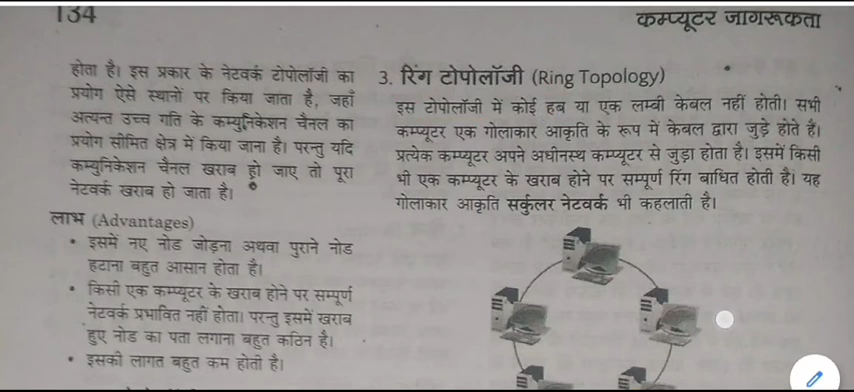 134
कम्प्यूटर जागरूकता
होता है। इस प्रकार के नेटवर्क टोपोलॉजी का
प्रयोग ऐसे स्थानों पर किया जाता है, जहाँ
अत्यन्त उच्च गति के कम्युनिकेशन चैनल का
प्रयोग सीमित क्षेत्र में किया जाना है। परन्तु यदि
कम्युनिकेशन चैनल खराब हो जाए तो पूरा
नेटवर्क खराब हो जाता है।
लाभ (Advantages)
• इसमें नए नोड जोड़ना अथवा पुराने नोड
हटाना बहुत आसान होता है।
• किसी एक कम्प्यूटर के खराब होने पर सम्पूर्ण
नेटवर्क प्रभावित नहीं होता। परन्तु इसमें खराब
हुए नोड का पता लगाना बहुत कठिन है।
• इसकी लागत बहुत कम होती है।
3. रिंग टोपोलॉजी (Ring Topology)
इस टोपोलॉजी में कोई हब या एक लम्बी केबल नहीं होती। सभी
कम्प्यूटर एक गोलाकार आकृति के रूप में केबल द्वारा जुड़े होते हैं।
प्रत्येक कम्प्यूटर अपने अधीनस्थ कम्प्यूटर से जुड़ा होता है। इसमें किसी
भी एक कम्प्यूटर के खराब होने पर सम्पूर्ण रिंग बाधित होती है। यह
गोलाकार आकृति सर्कुलर नेटवर्क भी कहलाती है।